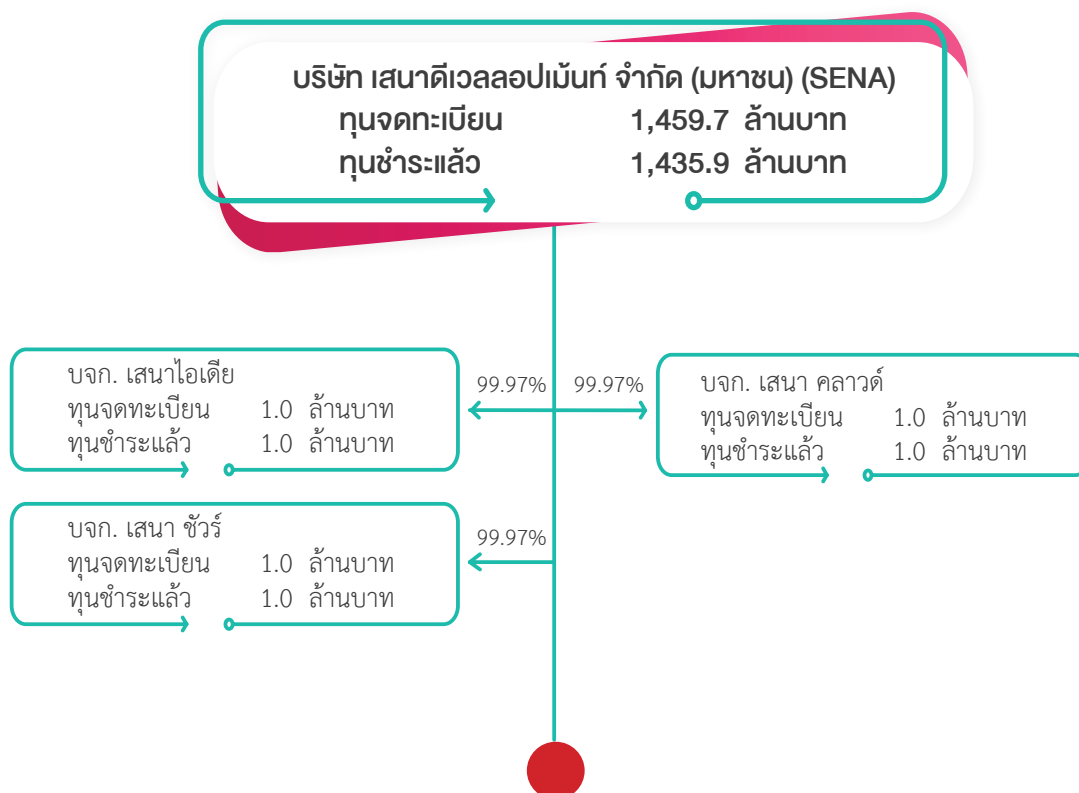 บริษัท เสนาดีเวลลอปเม้นท์ จำกัด (มหาชน) (SENA)
ทุนจดทะเบียน 1,459.7 ล้านบาท
ทุนชำระแล้ว 1,435.9 ล้านบาท
บจก. เสนาไอเดีย
ทุนจดทะเบียน 1.0 ล้านบาท
ทุนชำระแล้ว 1.0 ล้านบาท
99.97% 99.97%
บจก. เสนา คลาวด์
ทุนจดทะเบียน 1.0 ล้านบาท
ทุนชำระแล้ว 1.0 ล้านบาท
บจก. เสนา ชัวร์
ทุนจดทะเบียน 1.0 ล้านบาท
ทุนชำระแล้ว 1.0 ล้านบาท
99.97%